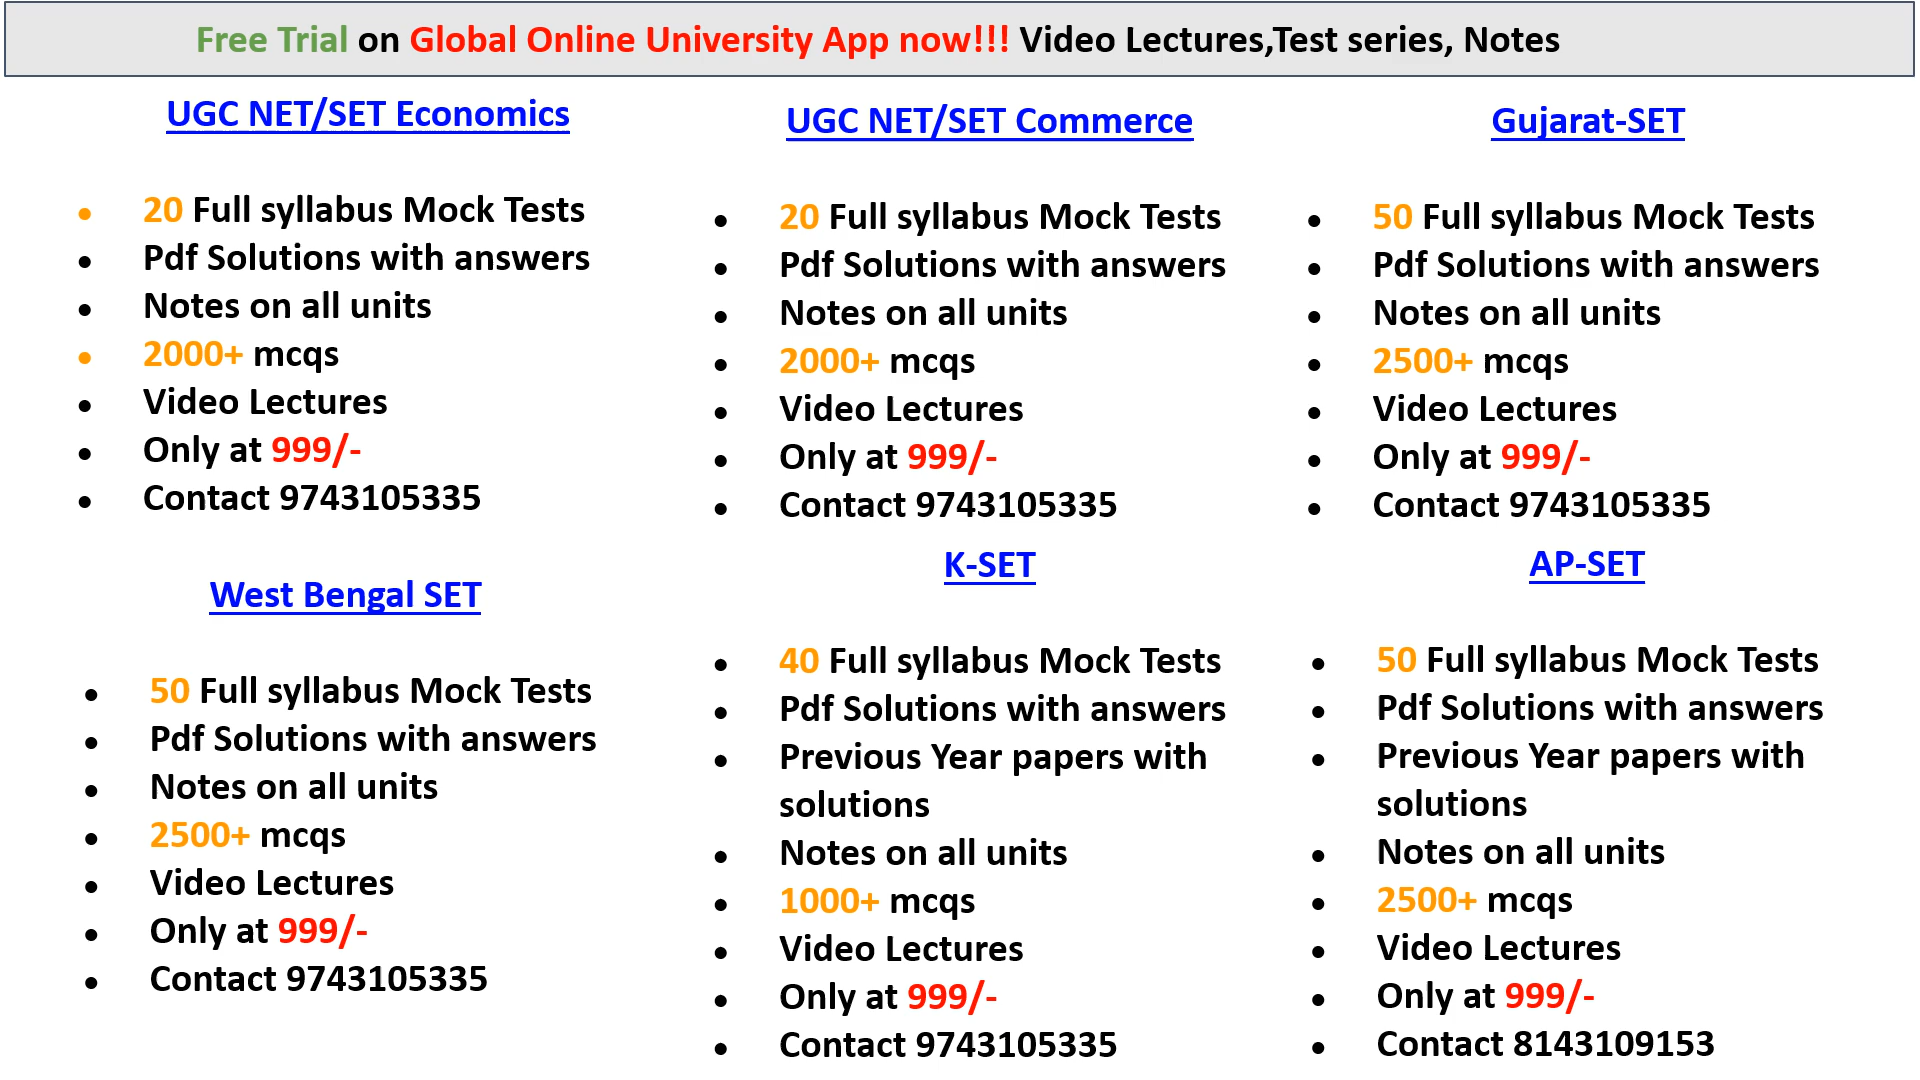 Free Trial on Global Online University App now!!! Video Lectures,Test series, Notes
UGC NET/SET Economics
• 20 Full syllabus Mock Tests
• Pdf Solutions with answers
• Notes on all units
• 2000+ mcqs
• Video Lectures
• Only at 999/-
• Contact 9743105335
UGC NET/SET Commerce
• 20 Full syllabus Mock Tests
• Pdf Solutions with answers
• Notes on all units
• 2000+ mcqs
• Video Lectures
• Only at 999/-
• Contact 9743105335
Gujarat-SET
• 50 Full syllabus Mock Tests
• Pdf Solutions with answers
• Notes on all units
• 2500+ mcqs
• Video Lectures
• Only at 999/-
• Contact 9743105335
West Bengal SET
• 50 Full syllabus Mock Tests
• Pdf Solutions with answers
• Notes on all units
• 2500+ mcqs
• Video Lectures
• Only at 999/-
• Contact 9743105335
K-SET
• 40 Full syllabus Mock Tests
• Pdf Solutions with answers
• Previous Year papers with
solutions
• Notes on all units
• 1000+ mcqs
• Video Lectures
• Only at 999/-
• Contact 9743105335
AP-SET
• 50 Full syllabus Mock Tests
• Pdf Solutions with answers
• Previous Year papers with
solutions
• Notes on all units
• 2500+ mcqs
• Video Lectures
• Only at 999/-
• Contact 8143109153